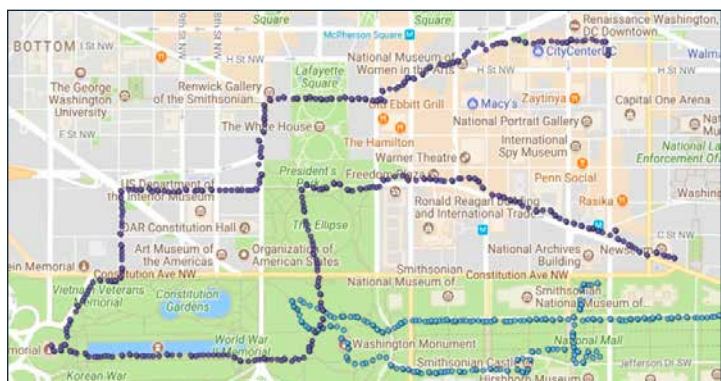 Square
Square
Renaissance Washington,
DC Downtown
McPherson Square
BOTTOM
I St NW
9th St NW
18th St NW
H St NW
H St NW
National Museum of
Women in the Arts
CityCenterDC
Walm
Lafayette
Square
The George
Washington
University
Renwick Gallery
of the Smithsonian...
Old Ebbitt Grill
Macy's
Zaytinya
Capital One Arena
National Portrait Gallery
The White House
F St NW
The Hamilton
International
Spy Museum
National La
Enforcement Of
Warner Theatre
President's
Park
Freedom Plaza
Penn Social
US Department of
the Interior Museum
Rasika
Washing
Ronald Reagan Building
and International Trade...
The Ellipse
DAR Constitution Hall
C St NW
Art Museum of
the Americas
Organization of
American States
National Archives
Building
Newseum
ein Memorial
Constitution Ave NW
Constitution Ave NW
Smithsonian
National Museum of...
Smithsonian
National Museum of...
Vietnam Veterans
Memorial
Constitution
Gardens
World War
II Memorial
Washington Monument
National Mall
emorial
Smithsonian Castle
Jefferson Dr SW
Korean War
Hirshhorn Museum